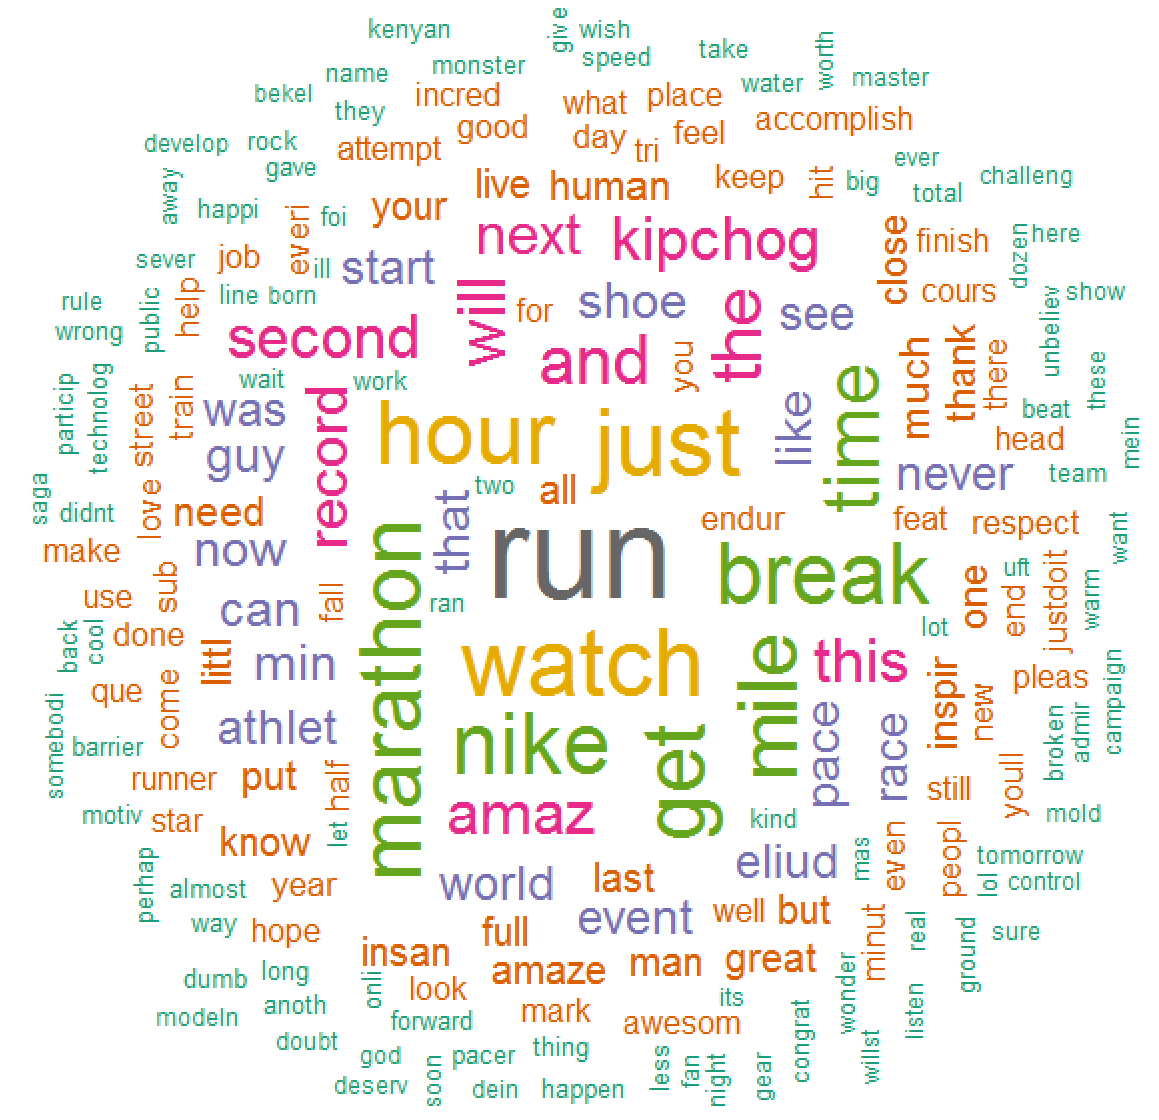 kenyan
give
wish
speed
take
worth
name
monster
water
master
bekel
they
incred
what
place
good
day
feel
accomplish
develop
rock
attempt
tri
gave
live
human
keep
hit
big
ever
total
challeng
away
happi
everi
foi
your
next
kipchog
close
finish
dozen
here
sever
job
ill
start
will
for
shoe
the
see
cours
unbeliev
show
rule
public
help
line
born
wrong
second
and
you
much
thank
there
these
particip
technolog
street
train
wait
work
was
record
hour
just
like
time
beat
head
mein
saga
didnt
love
need
guy
that
two
all
never
team
make
now
run
endur
feat
respect
want
use
sub
can
fall
marathon
ran
break
one
uft
end
justdoit
warm
back
cool
done
littl
min
watch
mile
this
lot
inspir
pleas
que
come
somebodi
barrier
athlet
nike
get
pace
race
new
broken
admir
campaign
runner
put
half
let
amaz
kind
still
youll
mold
motiv
star
know
eliud
mas
even
peopl
tomorrow
lol
control
perhap
almost
year
world
last
event
well
but
minut
way
hope
full
real
ground
sure
dumb
long
insan
onli
amaze
man
great
wonder
listen
modeln
anoth
look
forward
mark
its
awesom
congrat
willst
doubt
god
soon
pacer
thing
less
fan
night
gear
deserv
dein
happen